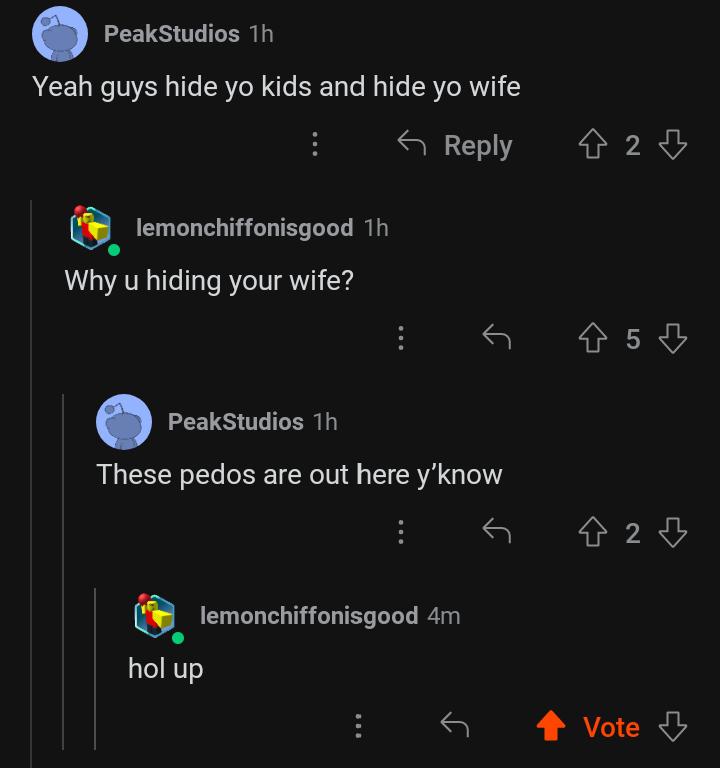 PeakStudios 1h
Yeah guys hide yo kids and hide yo wife
Reply 2
lemonchiffonisgood 1h
Why u hiding your wife?
5
PeakStudios 1h
These pedos are out here y’know
2
lemonchiffonisgood 4m
hol up
Vote